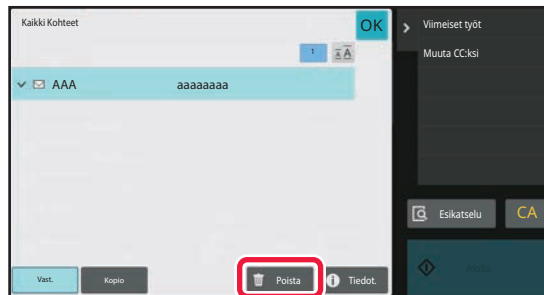 Kaikki Kohteet
OK
1
AAA aaaaaaaa
Vast.
Kopio
Poista
Tiedot.
Viimeiset työt
Muuta CC:ksi
Esikatselu
CA